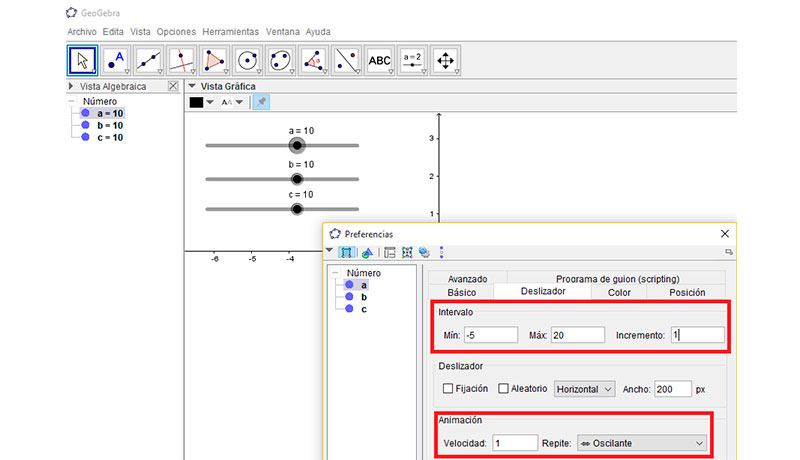 GeoGebra
Archivo Edita Vista Opciones Herramientas Ventana Ayuda
A ABC a=2
Vista Algebraica
Vista Gráfica
AA
Número
a = 10
b = 10
c = 10
a = 10
b = 10
c = 10
3
2
1
-6 -5 -4
Preferencias
Número
a
b
c
Avanzado Programa de guion (scripting)
Básico Deslizador Color Posición
Intervalo
Mín: -5 Máx: 20 Incremento: 1
Deslizador
Fijación Aleatorio Horizontal Ancho: 200 px
Animación
Velocidad: 1 Repite: ⇔ Oscilante